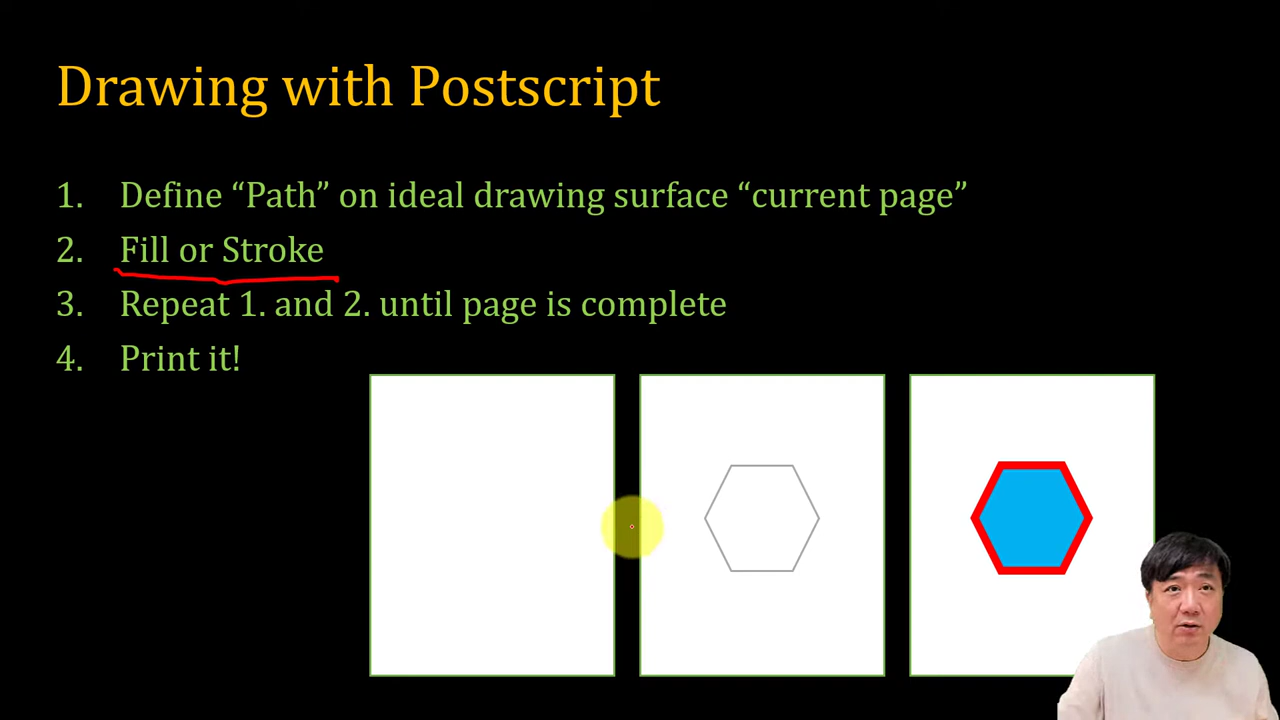 Drawing with Postscript
1. Define “Path” on ideal drawing surface “current page”
2. Fill or Stroke
3. Repeat 1. and 2. until page is complete
4. Print it!